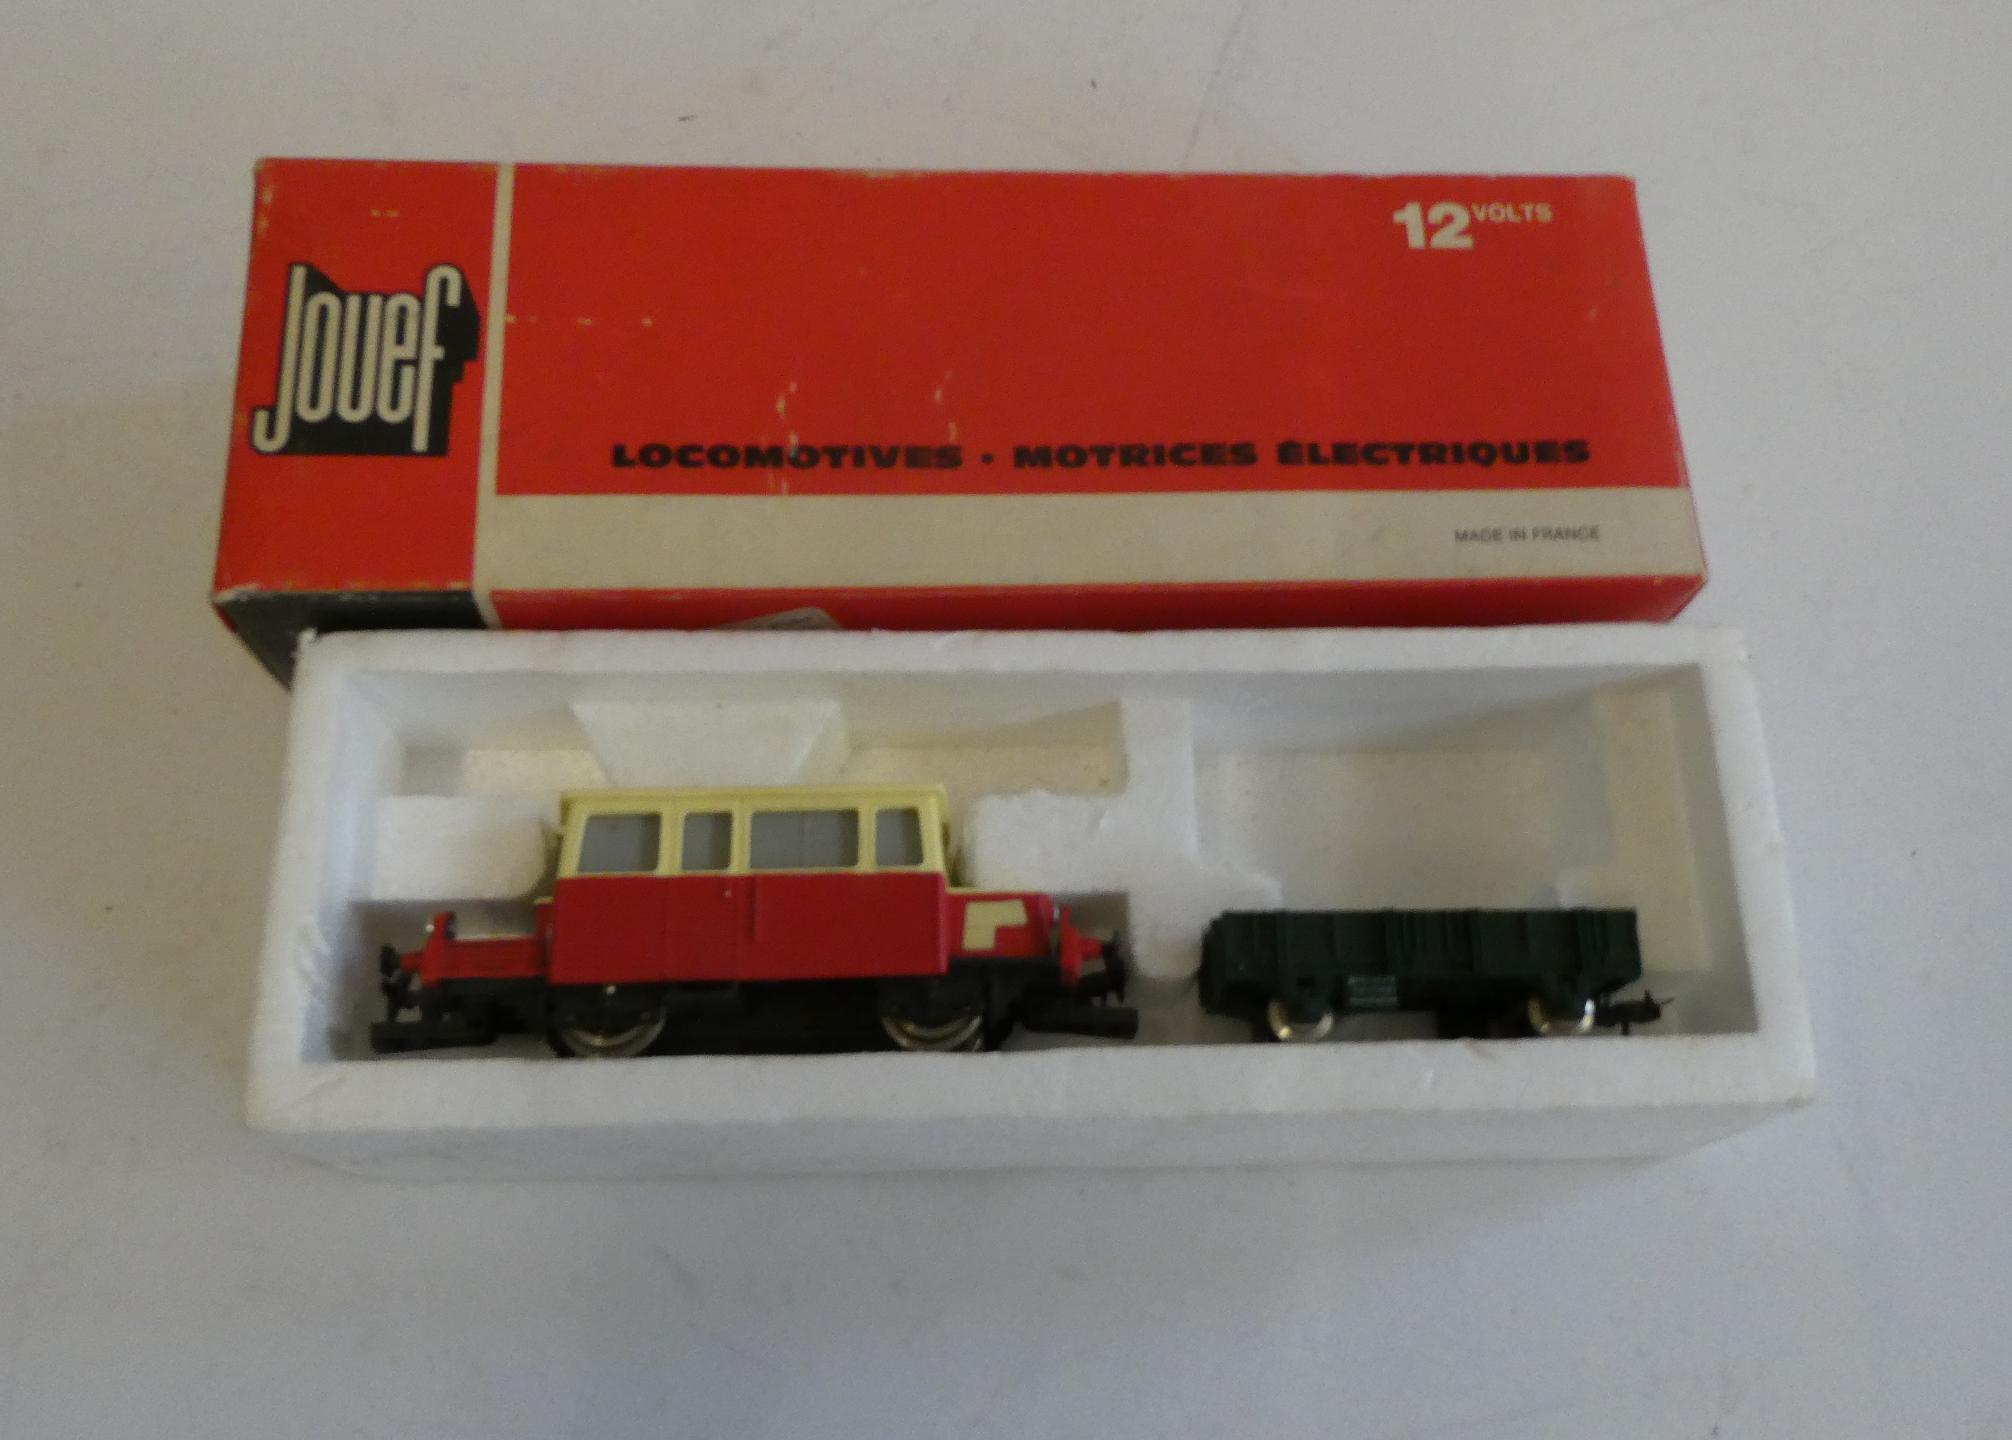 Jouef
12 VOLTS
LOCOMOTIVES • MOTRICES ÉLECTRIQUES
MADE IN FRANCE